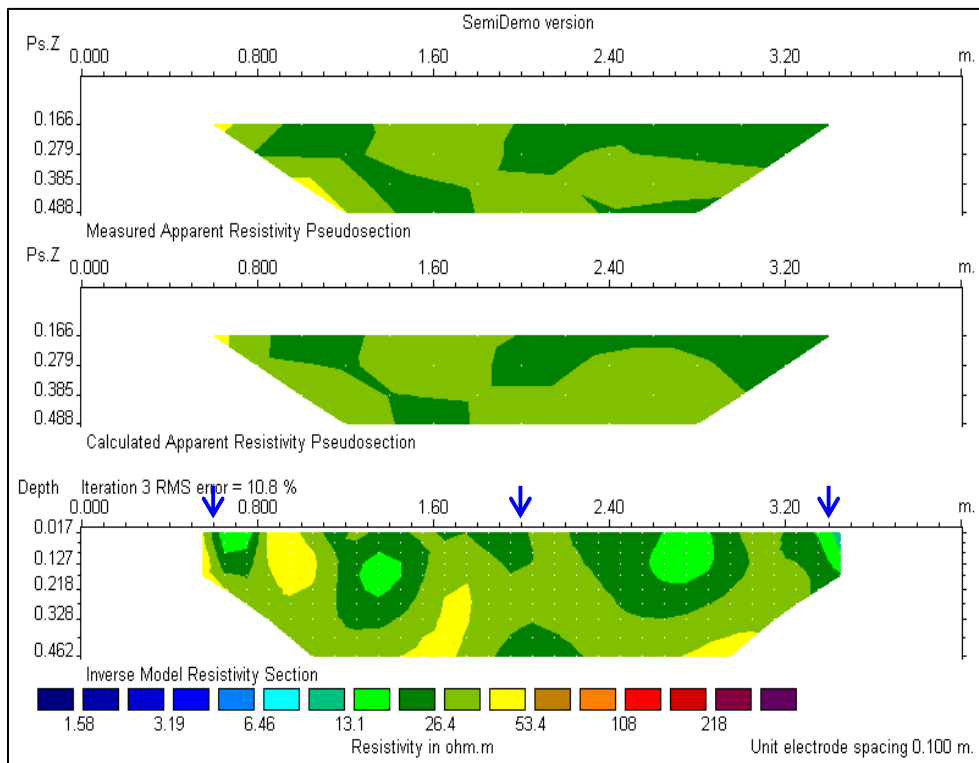 SemiDemo version
Ps.Z 0.000 0.800 1.60 2.40 3.20 m.
0.166
0.279
0.385
0.488
Measured Apparent Resistivity Pseudosection
Ps.Z 0.000 0.800 1.60 2.40 3.20 m.
0.166
0.279
0.385
0.488
Calculated Apparent Resistivity Pseudosection
Depth Iteration 3 RMS error = 10.8 %
0.000 0.800 1.60 2.40 3.20 m.
0.017
0.127
0.218
0.328
0.462
Inverse Model Resistivity Section
1.58 3.19 6.46 13.1 26.4 53.4 108 218
Resistivity in ohm.m Unit electrode spacing 0.100 m.